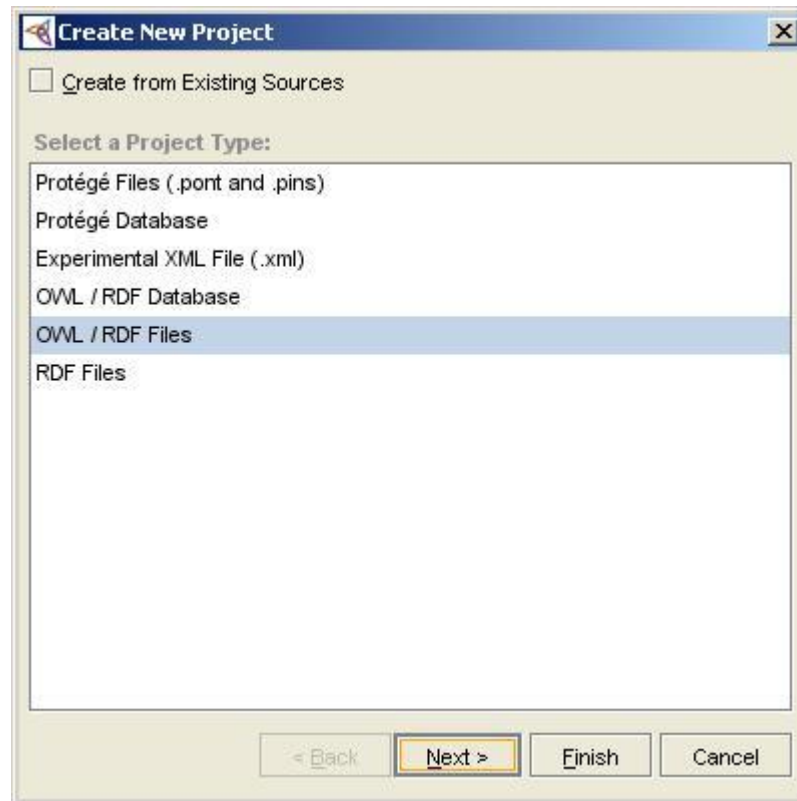 Create New Project
Create from Existing Sources
Select a Project Type:
Protégé Files (.pont and .pins)
Protégé Database
Experimental XML File (.xml)
OWL / RDF Database
OWL / RDF Files
RDF Files
< Back Next > Finish Cancel